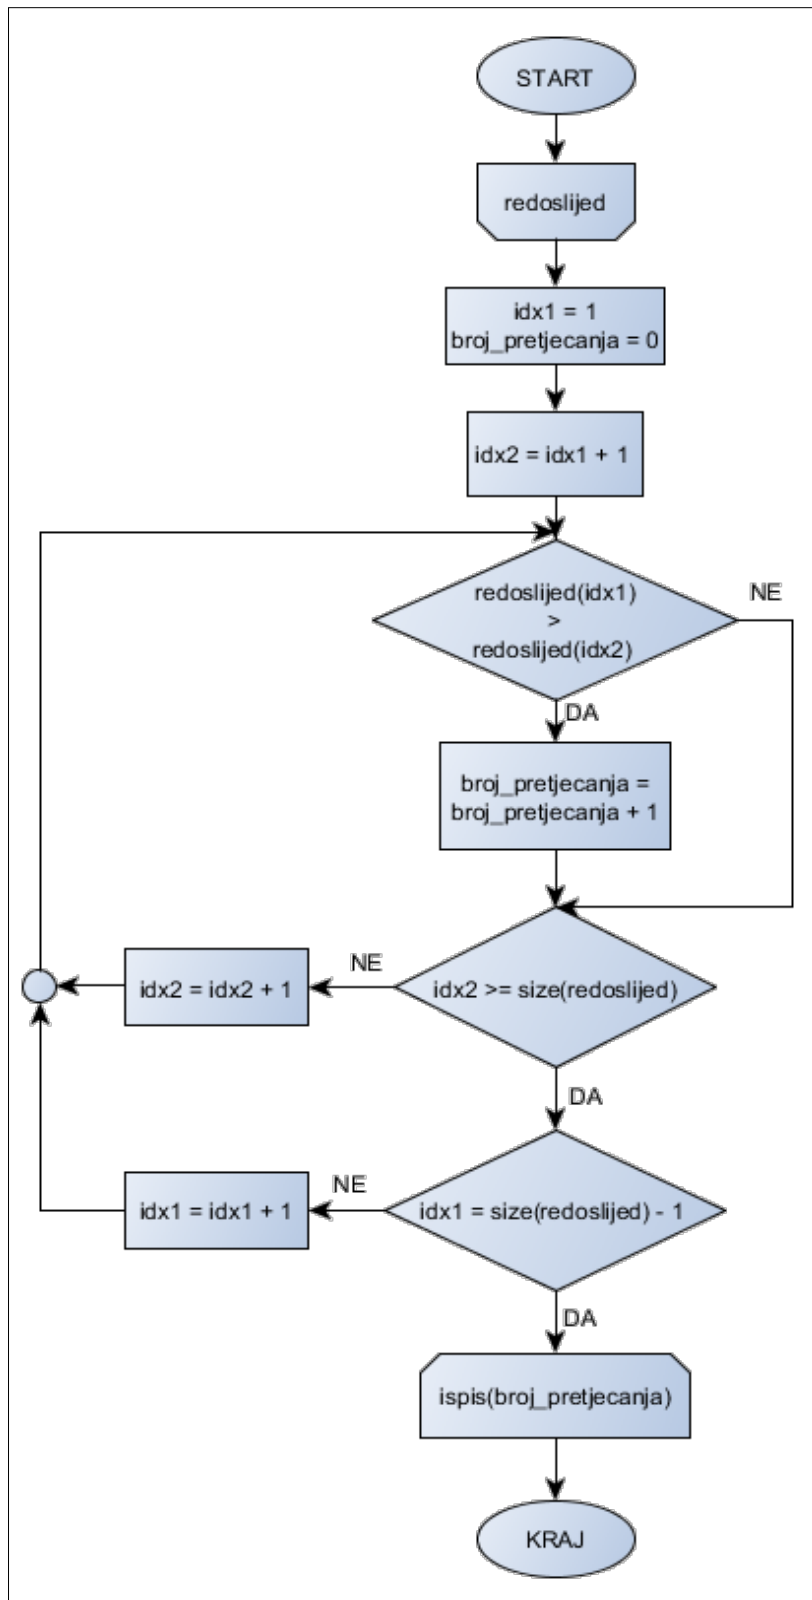 START
redoslijed
idx1 = 1
broj_pretjecanja = 0
idx2 = idx1 + 1
redoslijed(idx1)
>
redoslijed(idx2)
NE
DA
broj_pretjecanja =
broj_pretjecanja + 1
idx2 >= size(redoslijed)
NE
idx2 = idx2 + 1
DA
idx1 = size(redoslijed) - 1
NE
idx1 = idx1 + 1
DA
ispis(broj_pretjecanja)
KRAJ